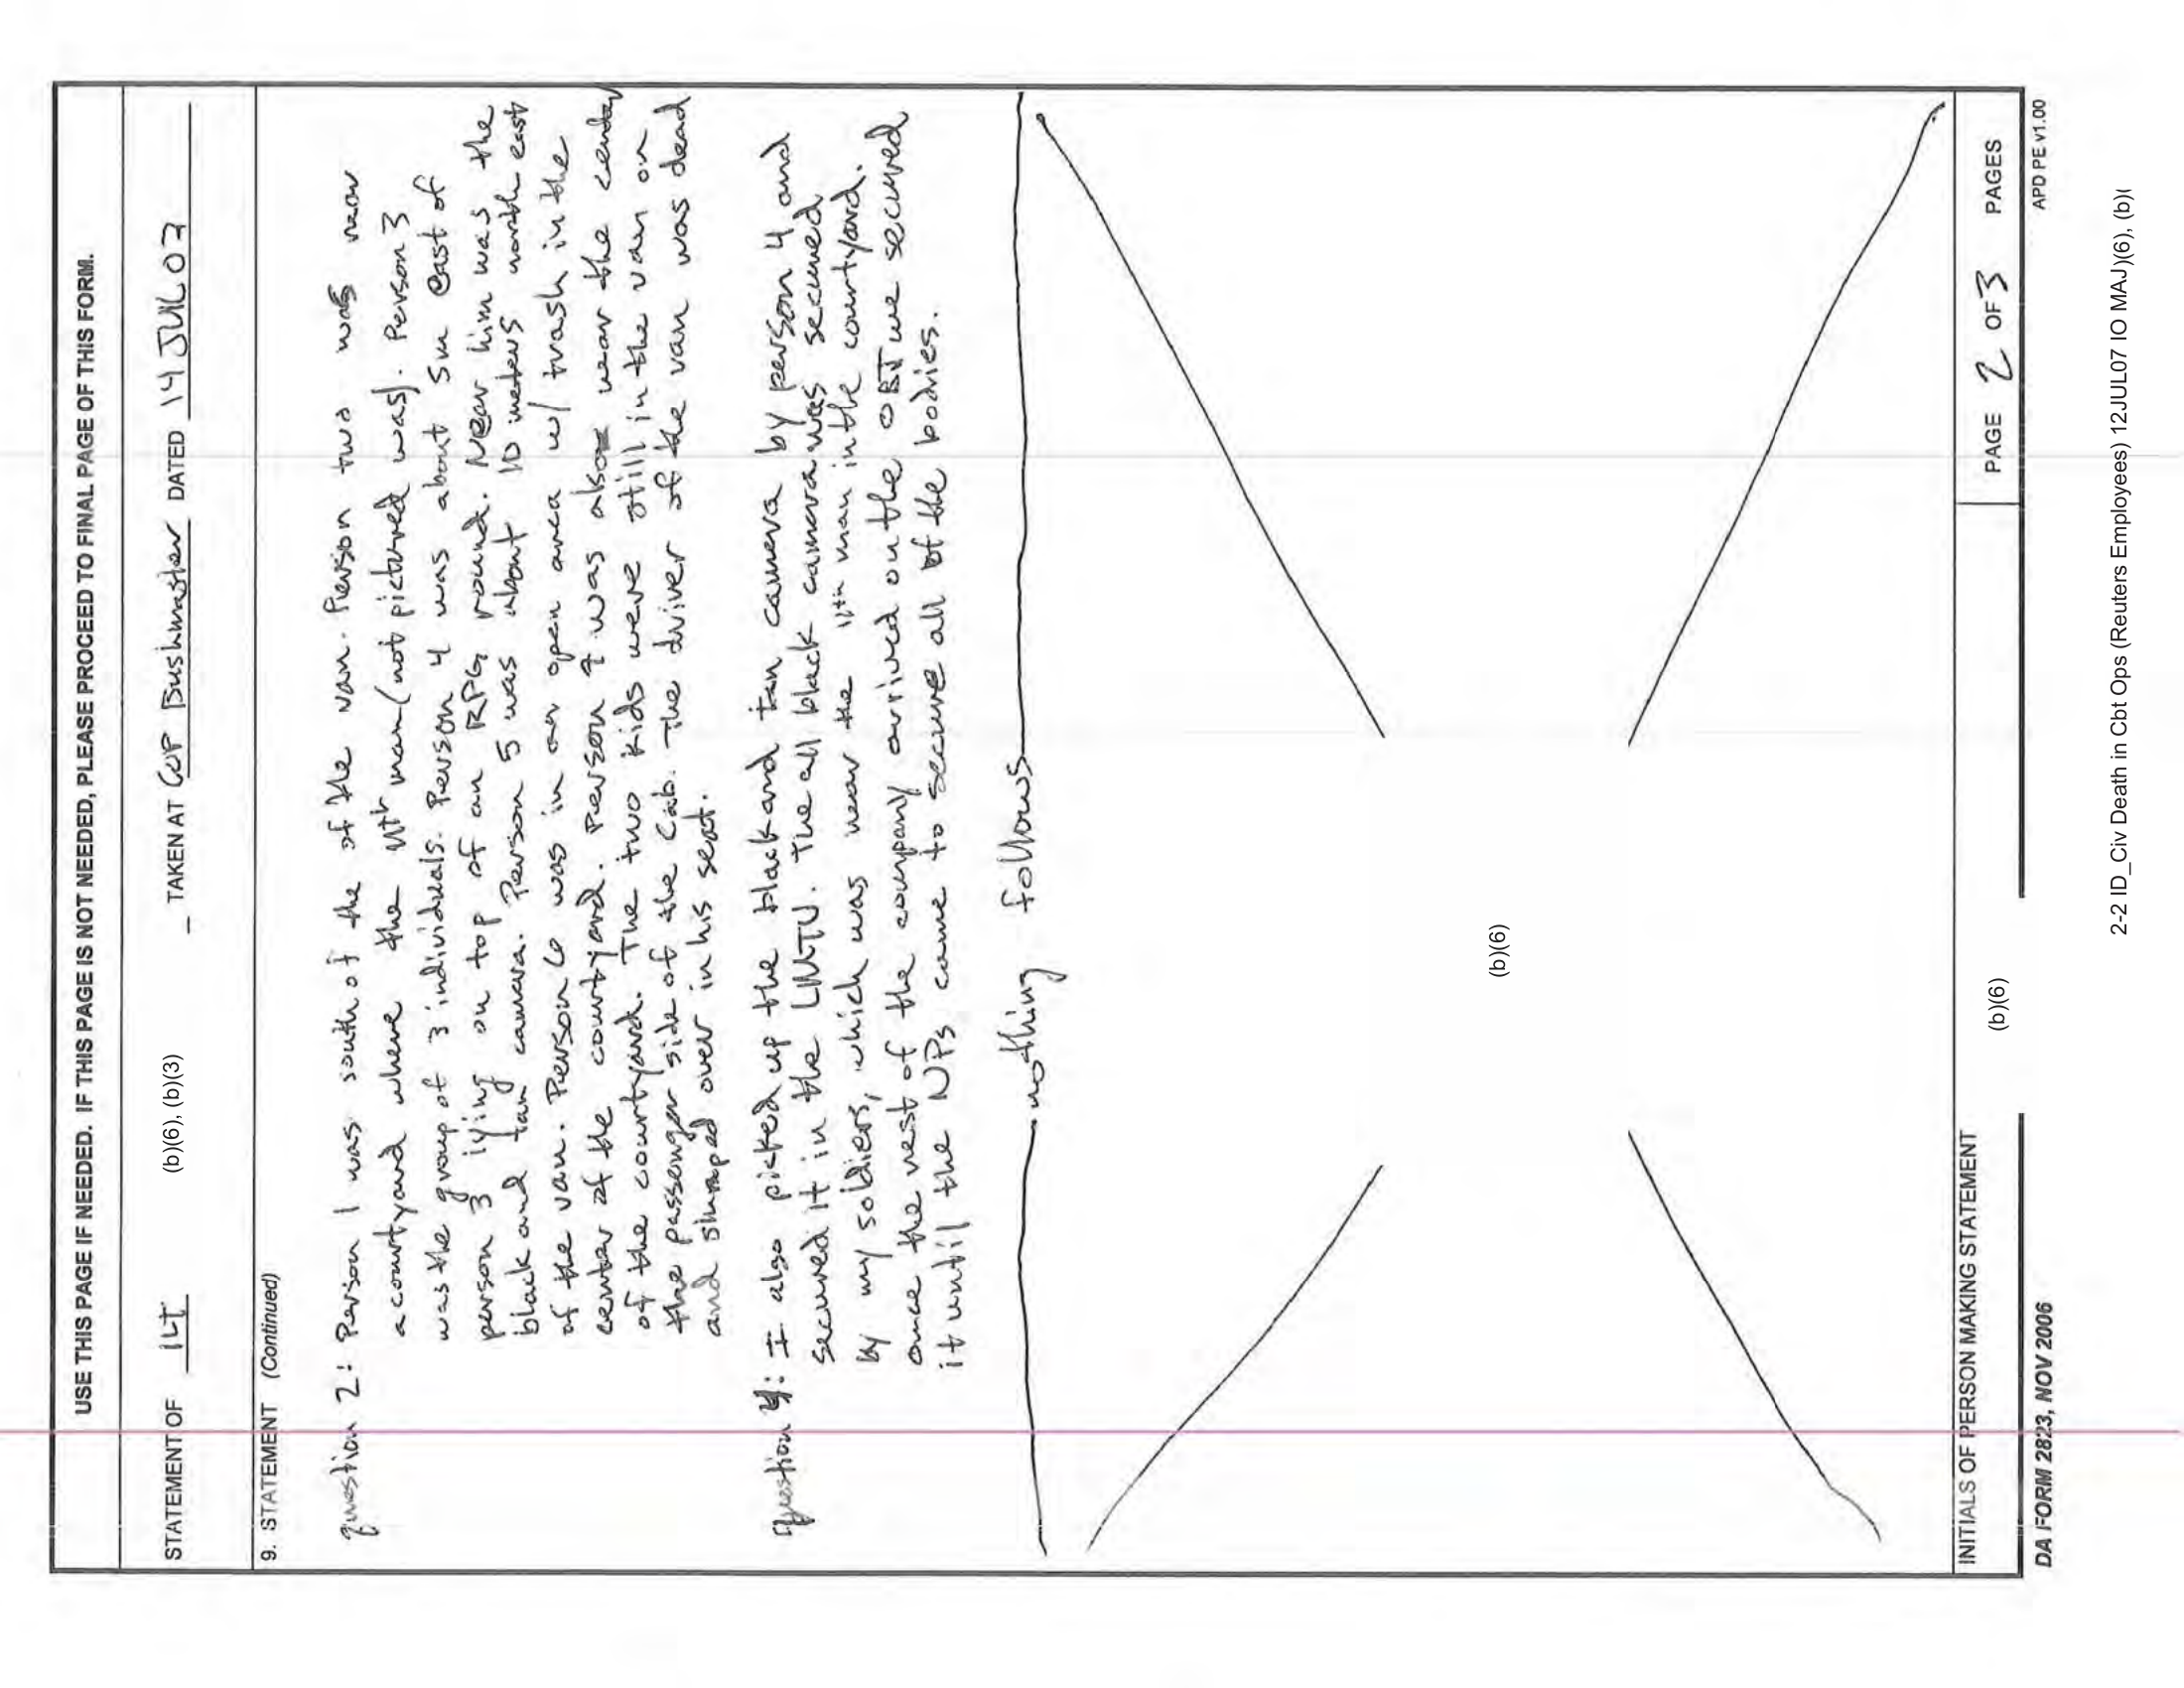 USE THIS PAGE IF NEEDED. IF THIS PAGE IS NOT NEEDED, PLEASE PROCEED TO FINAL PAGE OF THIS FORM.
STATEMENT OF 1LT (b)(6), (b)(3) TAKEN AT COP Bushmaster DATED 14 JUL 07
9. STATEMENT (Continued)
question 2: Person 1 was south of the of the van. Person two was near
a courtyard where the 11th man (not pictured was). Person 3
was the group of 3 individuals. Person 4 was about 5m east of
person 3 lying on top of an RPG round. Near him was the
black and tan camara. Person 5 was about 10 meters north east
of the van. Person 6 was in an open area w/ trash in the
center of the courtyard. Person 7 was also near the center
of the courtyard. The two kids were still in the van on
the passenger side of the cab. The driver of the van was dead
and slumped over in his seat.
question 4: I also picked up the black and tan camera by person 4 and
secured it in the LMTV. The all black camera was secured
by my soldiers, which was near the 11th man in the courtyard.
once the rest of the company arrived on the OBJ we secured
it until the NPs came to secure all of the bodies.
nothing follows
(b)(6)
INITIALS OF PERSON MAKING STATEMENT
(b)(6)
PAGE 2 OF 3 PAGES
DA FORM 2823, NOV 2006
APD PE v1.00
2-2 ID_Civ Death in Cbt Ops (Reuters Employees) 12JUL07 IO MAJ)(6), (b)(